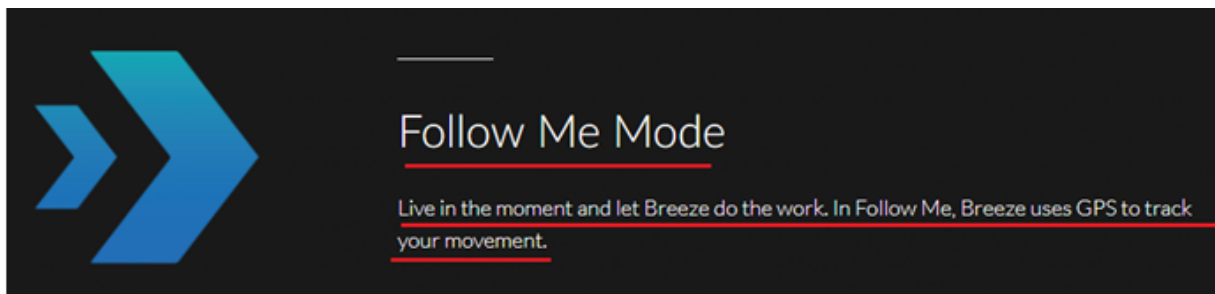 Follow Me Mode
Live in the moment and let Breeze do the work. In Follow Me, Breeze uses GPS to track
your movement.